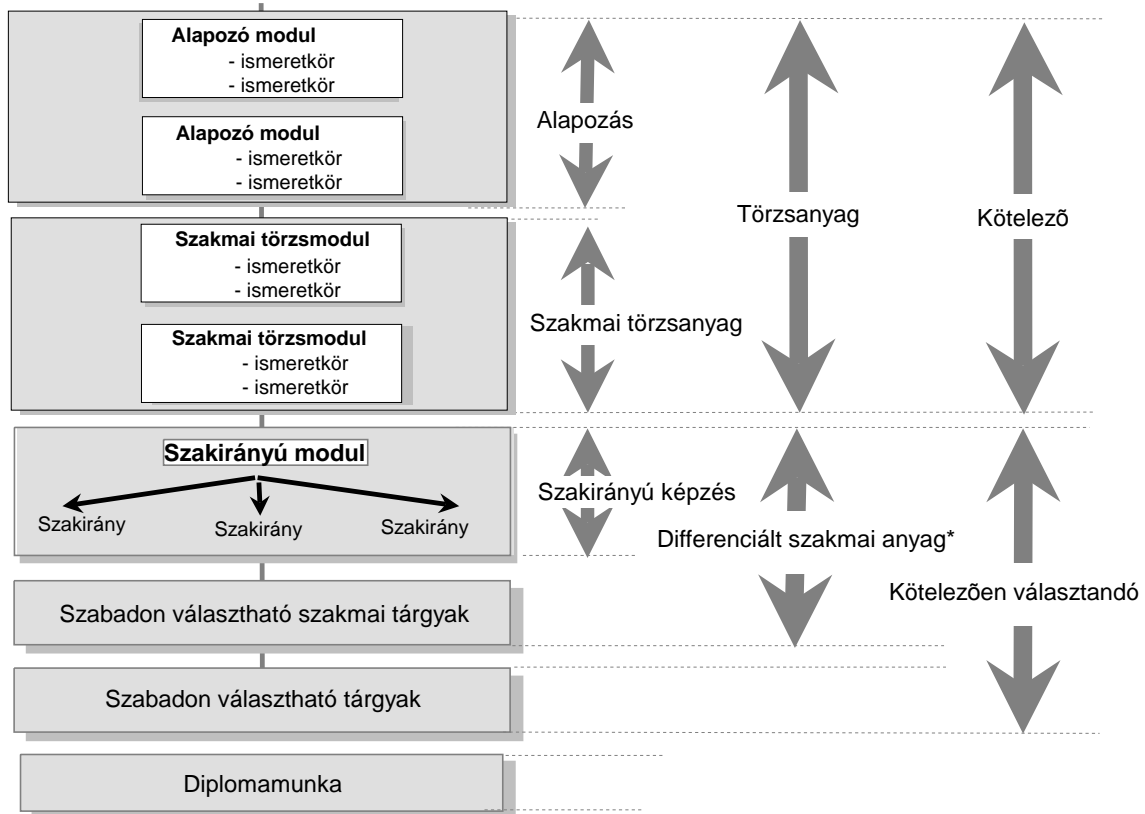 Alapozó modul
- ismeretkör
- ismeretkör
Alapozó modul
- ismeretkör
- ismeretkör
Alapozás
Törzsanyag
Kötelezõ
Szakmai törzsmodul
- ismeretkör
- ismeretkör
Szakmai törzsanyag
Szakmai törzsmodul
- ismeretkör
- ismeretkör
Szakirányú modul
Szakirány
Szakirány
Szakirány
Szakirányú képzés
Differenciált szakmai anyag*
Kötelezõen választandó
Szabadon választható szakmai tárgyak
Szabadon választható tárgyak
Diplomamunka